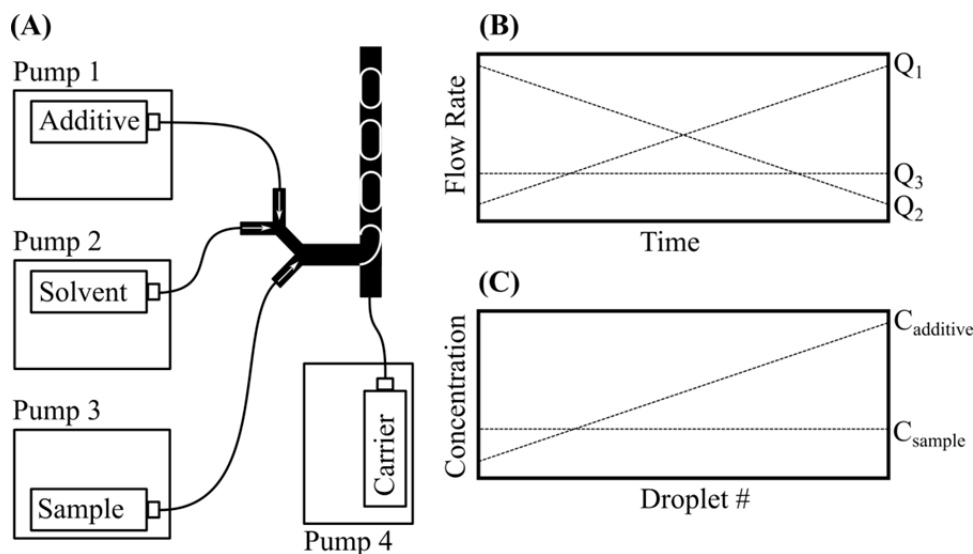 (A)
Pump 1
Additive
Pump 2
Solvent
Pump 3
Sample
Carrier
Pump 4
(B)
Flow Rate
Q1
Q3
Q2
Time
(C)
Concentration
Cadditive
Csample
Droplet #